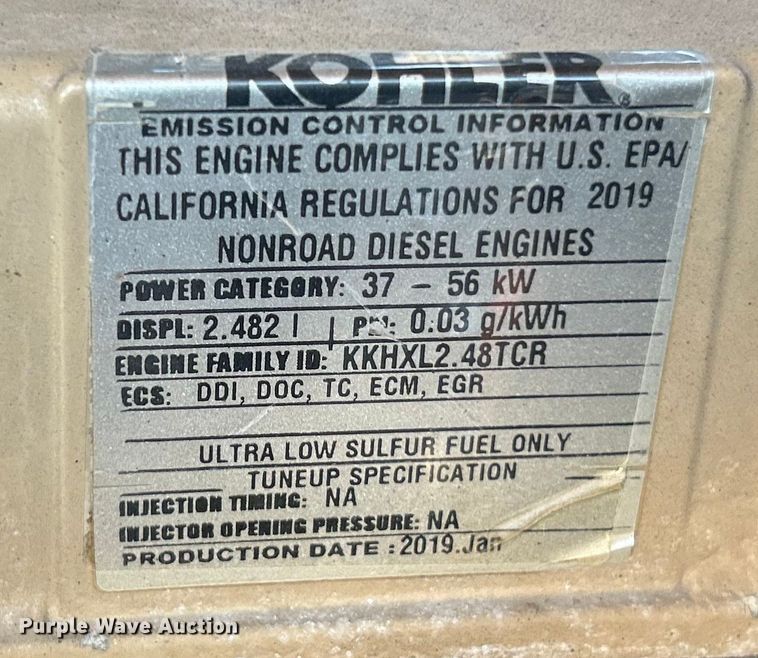 KOHLER®
EMISSION CONTROL INFORMATION
THIS ENGINE COMPLIES WITH U.S. EPA/
CALIFORNIA REGULATIONS FOR 2019
NONROAD DIESEL ENGINES
POWER CATEGORY: 37 – 56 kW
DISPL: 2.482 l | PM: 0.03 g/kWh
ENGINE FAMILY ID: KKHXL2.48TCR
ECS: DDI, DOC, TC, ECM, EGR
ULTRA LOW SULFUR FUEL ONLY
TUNEUP SPECIFICATION
INJECTION TIMING: NA
INJECTOR OPENING PRESSURE: NA
PRODUCTION DATE : 2019.Jan
Purple Wave Auction